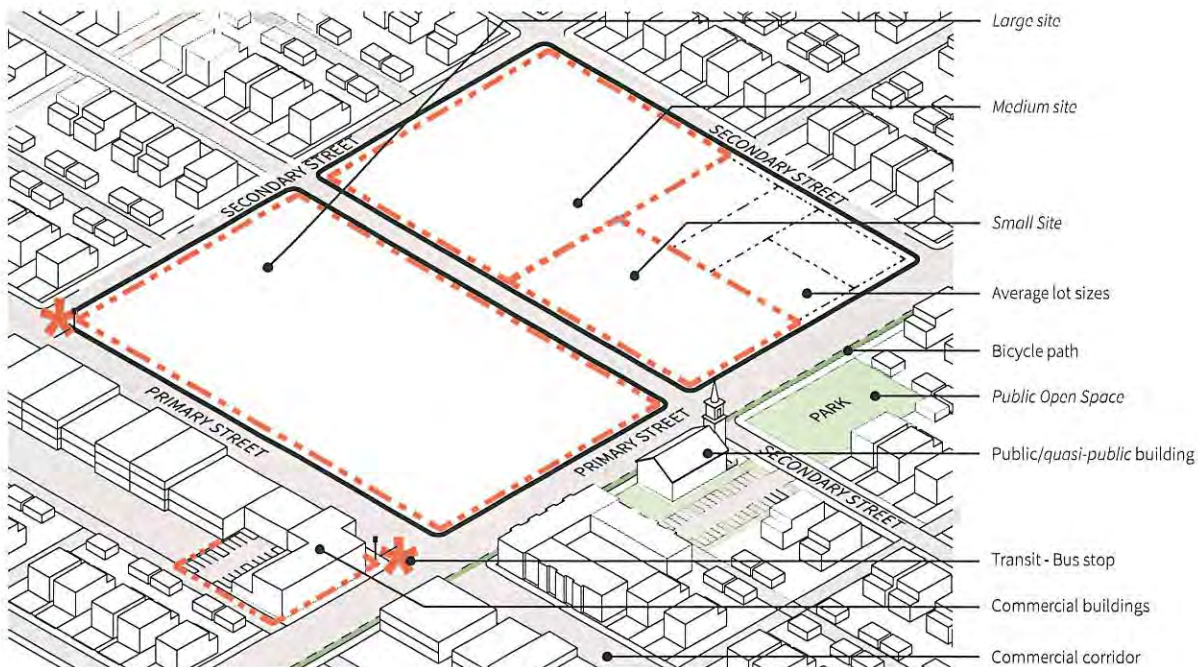 Large site
Medium site
SECONDARY STREET
SECONDARY STREET
Small Site
Average lot sizes
Bicycle path
Public Open Space
PARK
PRIMARY STREET
PRIMARY STREET
Public/quasi-public building
SECONDARY STREET
Transit - Bus stop
Commercial buildings
Commercial corridor